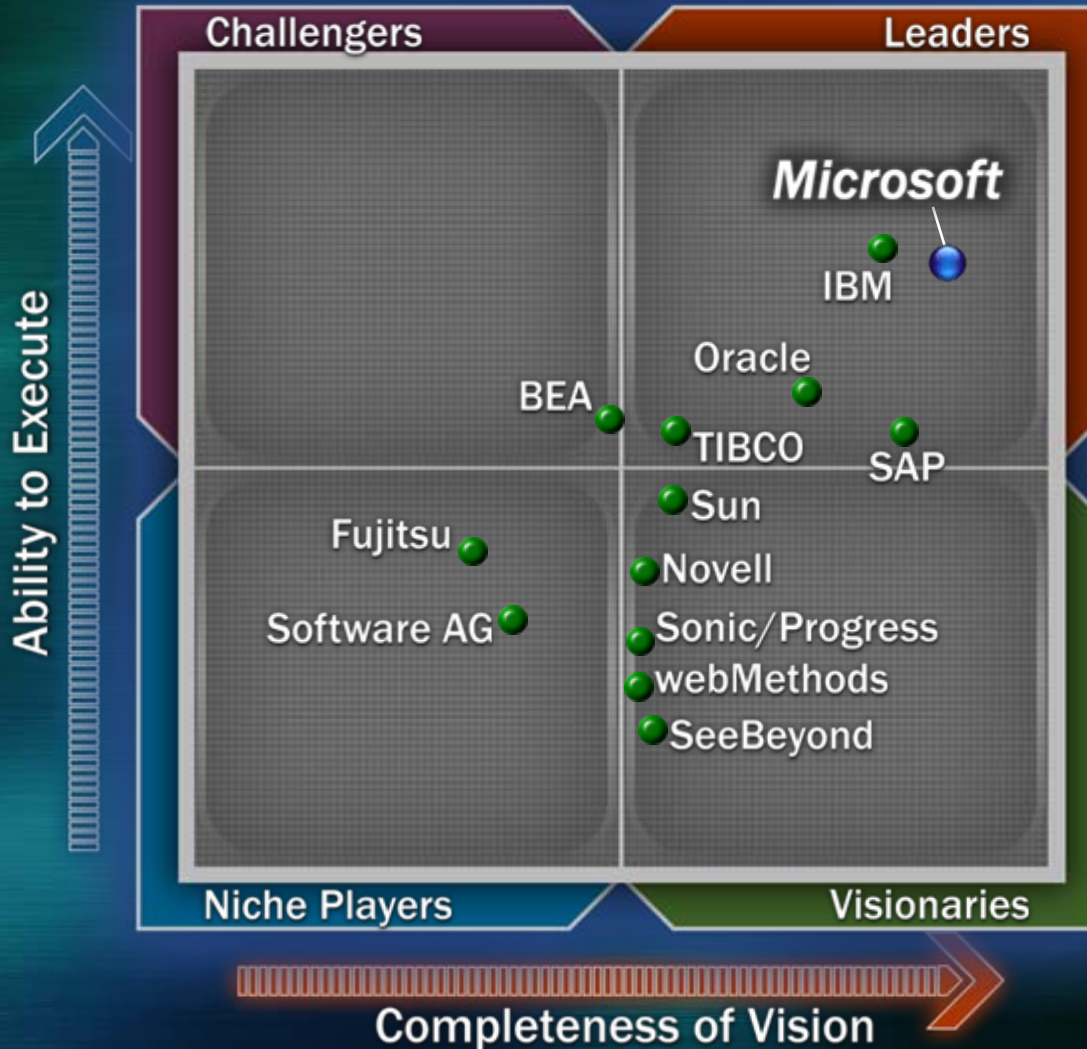 Challengers
Leaders
Microsoft
IBM
Oracle
BEA
TIBCO
SAP
Sun
Fujitsu
Novell
Software AG
Sonic/Progress
webMethods
SeeBeyond
Niche Players
Visionaries
Ability to Execute
Completeness of Vision